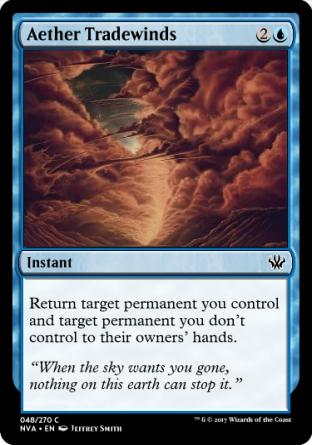 Aether Tradewinds 2
Instant
Return target permanent you control
and target permanent you don't
control to their owners' hands.
"When the sky wants you gone,
nothing on this earth can stop it."
048/270 C
NVA • EN Jeffrey Smith
™ & © 2017 Wizards of the Coast